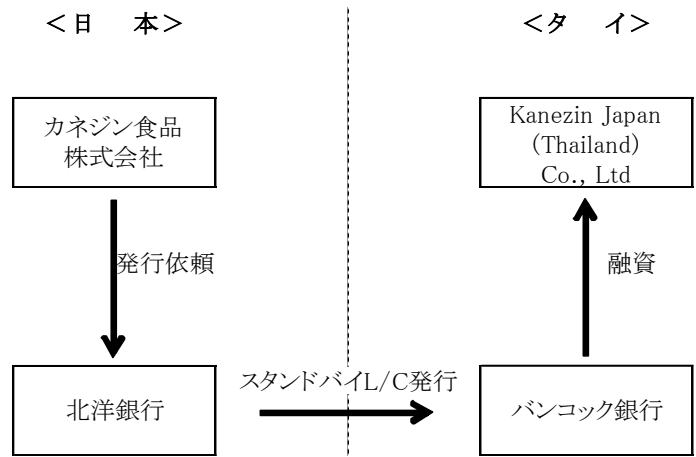 <日　本>
<タ　イ>
カネジン食品
株式会社
Kanezin Japan
(Thailand)
Co., Ltd
発行依頼
融資
スタンドバイL/C発行
北洋銀行
バンコック銀行